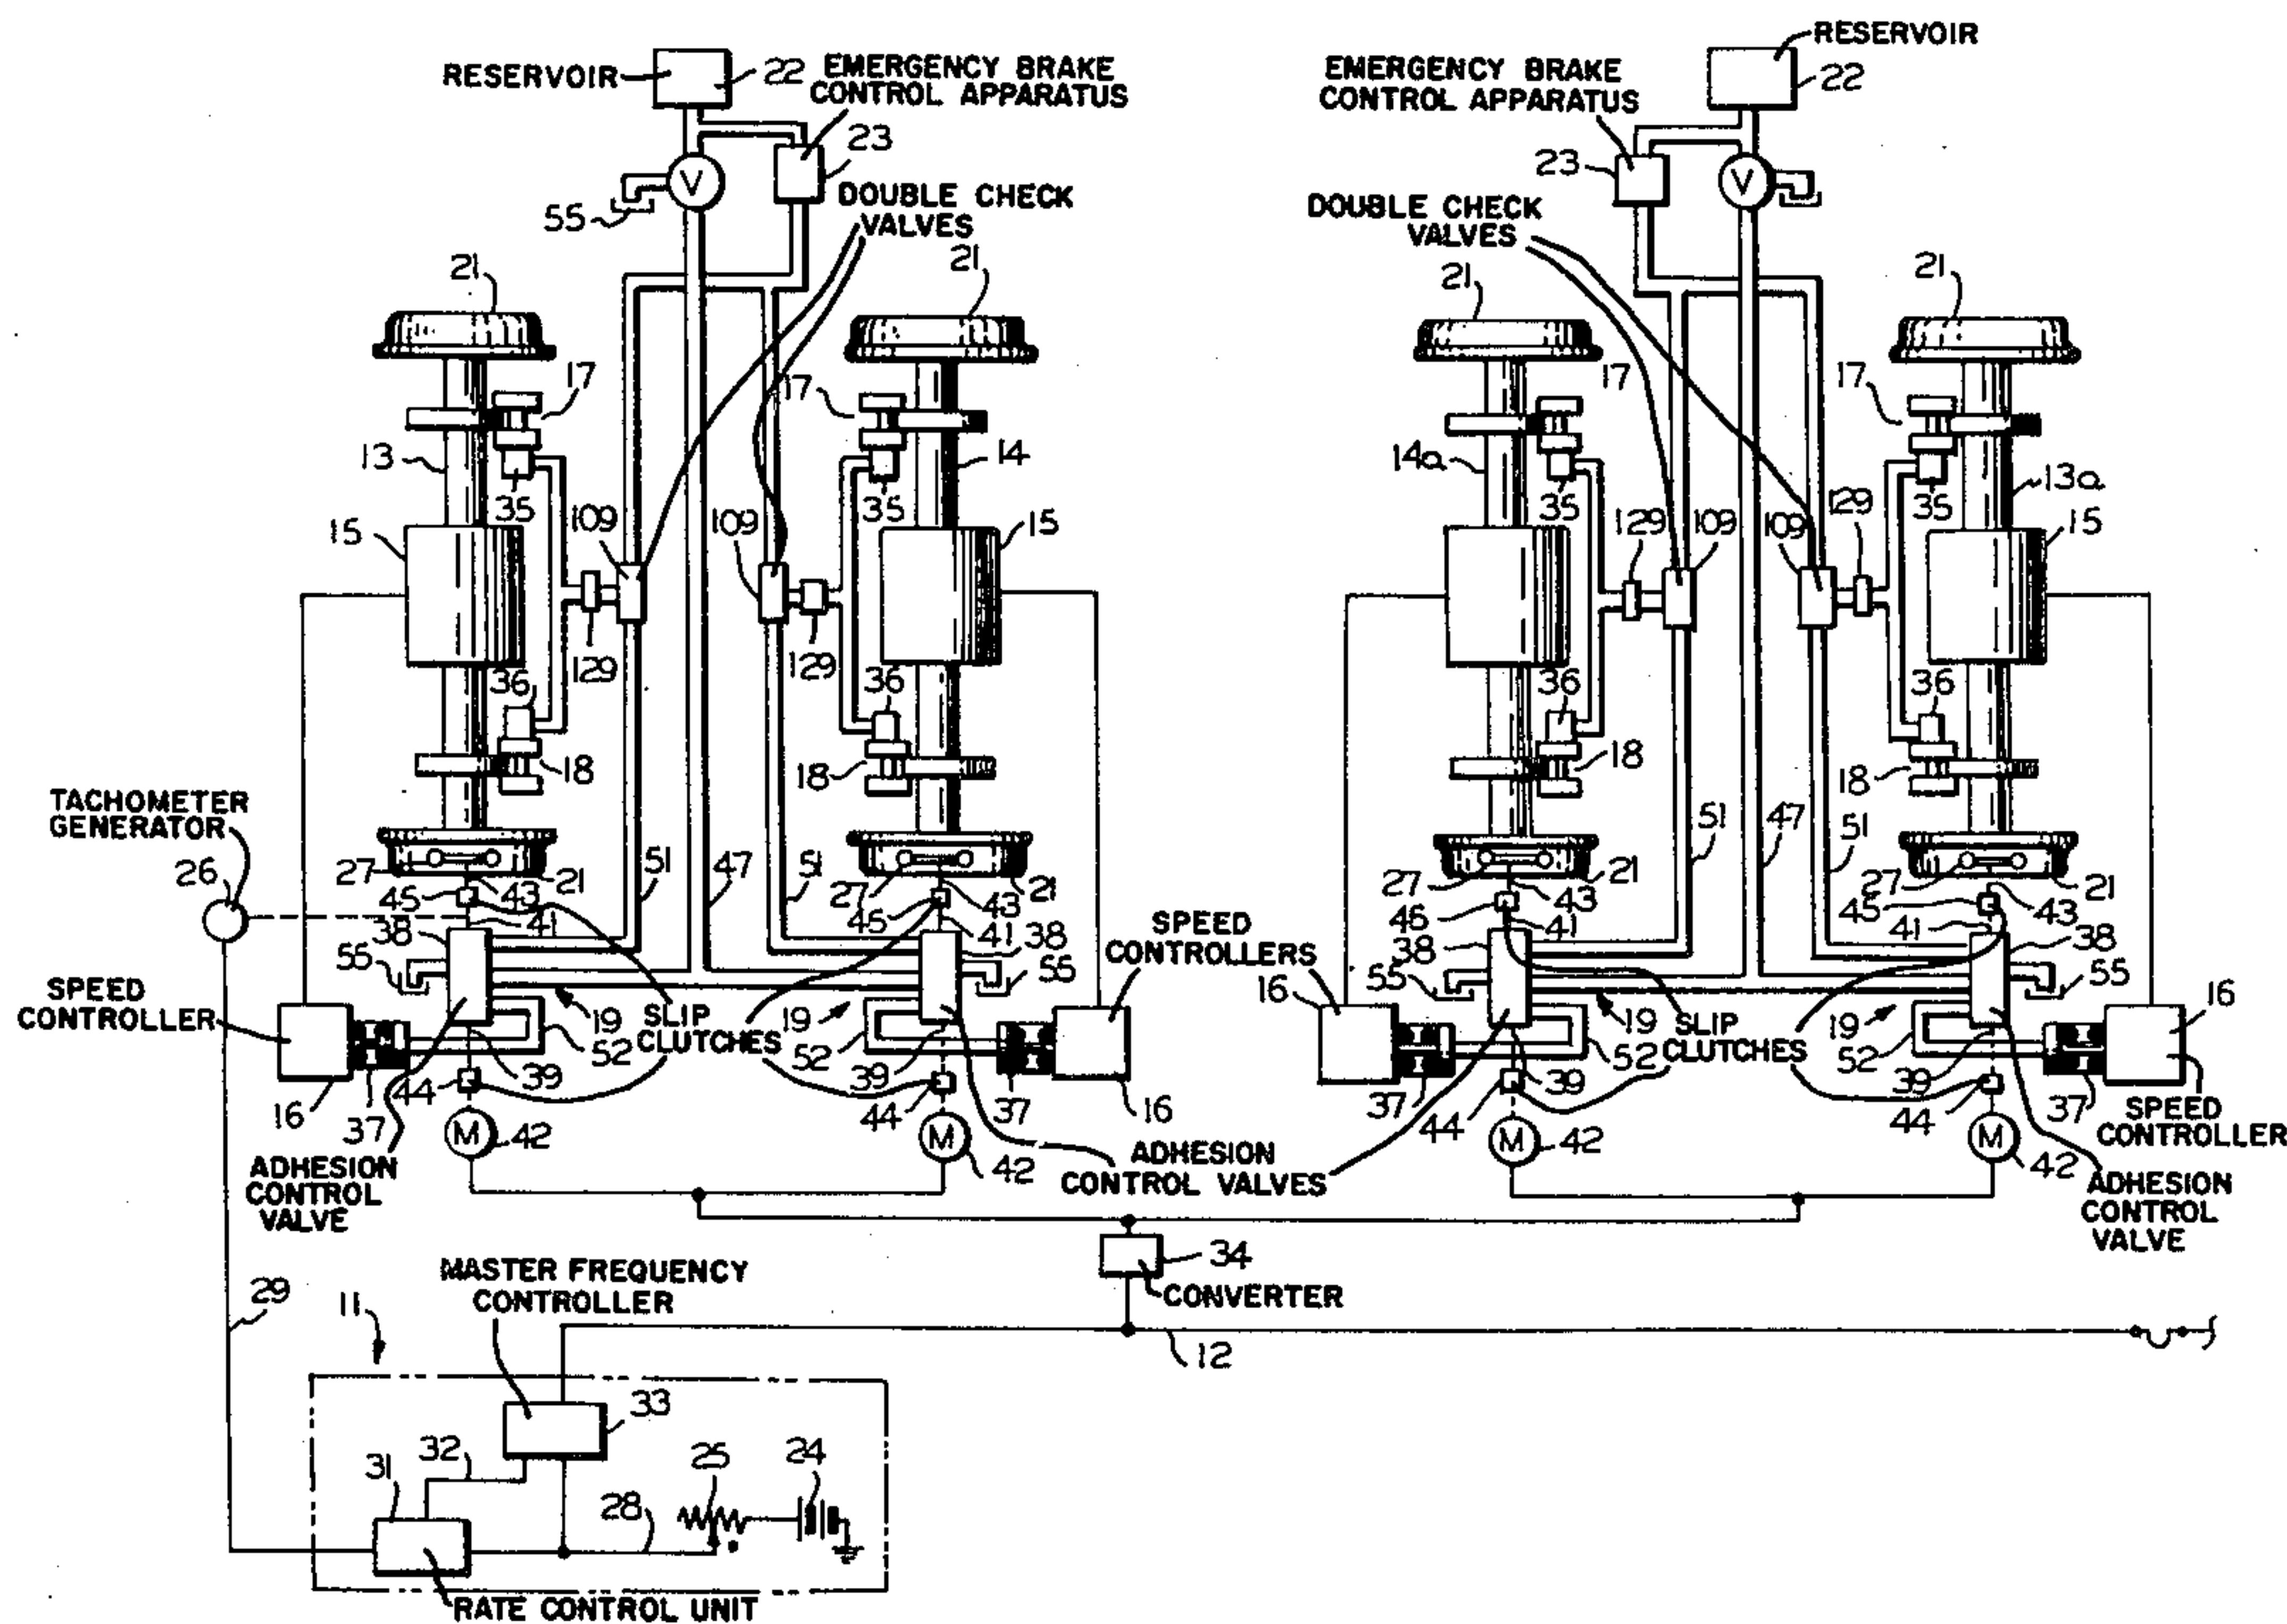 RESERVOIR
22
EMERGENCY BRAKE
CONTROL APPARATUS
23
V
55
DOUBLE CHECK
VALVES
EMERGENCY BRAKE
CONTROL APPARATUS
RESERVOIR
22
23
V
DOUBLE CHECK
VALVES
21
21
21
21
17
17
17
17
13
14
14a
13a
35
35
35
35
109
109
129
109
109
129
15
15
15
36
129
129
36
36
36
18
18
18
18
TACHOMETER
GENERATOR
26
27
43
21
45
41
51
47
51
27
43
21
45
41
27
43
21
46
41
51
47
51
27
43
21
45
41
38
38
38
38
55
55
55
55
SPEED
CONTROLLER
SPEED
CONTROLLERS
16
16
19
SLIP
CLUTCHES
19
19
SLIP
CLUTCHES
19
52
52
52
52
39
39
39
39
16
37
44
M
42
44
M
42
37
16
37
44
M
42
44
M
42
37
SPEED
CONTROLLER
ADHESION
CONTROL
VALVE
ADHESION
CONTROL VALVES
ADHESION
CONTROL
VALVE
34
CONVERTER
MASTER FREQUENCY
CONTROLLER
29
11
12
33
32
31
25
24
28
RATE CONTROL UNIT